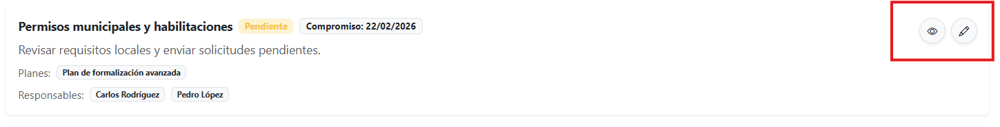 Permisos municipales y habilitaciones Pendiente Compromiso: 22/02/2026
Revisar requisitos locales y enviar solicitudes pendientes.
Planes: Plan de formalización avanzada
Responsables: Carlos Rodríguez Pedro López